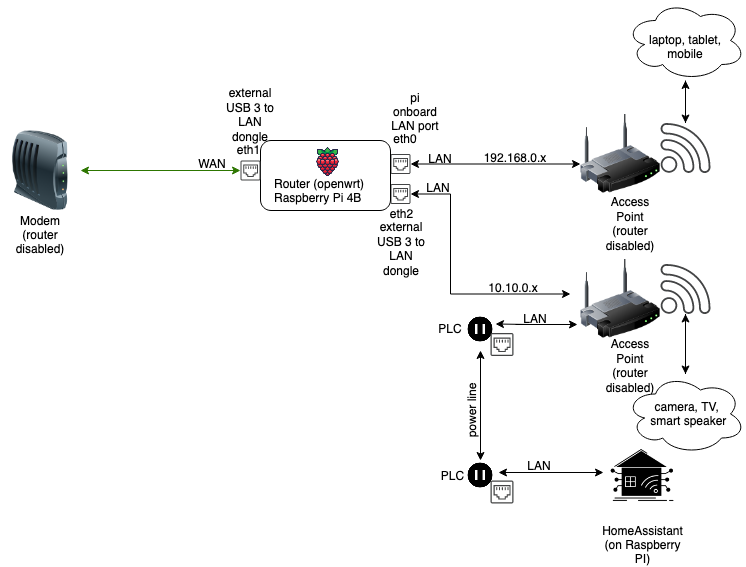 laptop, tablet,
mobile
external
USB 3 to
LAN
dongle
eth1
pi
onboard
LAN port
eth0
WAN
LAN
192.168.0.x
Router (openwrt)
Raspberry Pi 4B
LAN
Modem
(router
disabled)
Access
Point
(router
disabled)
eth2
external
USB 3 to
LAN
dongle
10.10.0.x
PLC
LAN
Access
Point
(router
disabled)
power line
camera, TV,
smart speaker
PLC
LAN
HomeAssistant
(on Raspberry
PI)